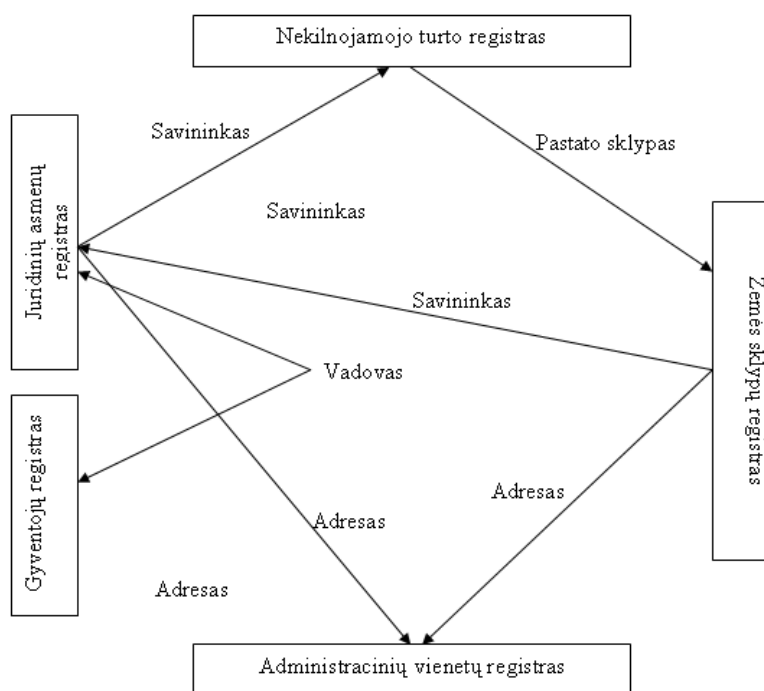 Nekilnojamojo turto registras
Savininkas
Pastato sklypas
Juridinių asmenų
registras
Savininkas
Savininkas
Žemės sklypų registras
Vadovas
Gyventojų registras
Adresas
Adresas
Adresas
Administracinių vienetų registras